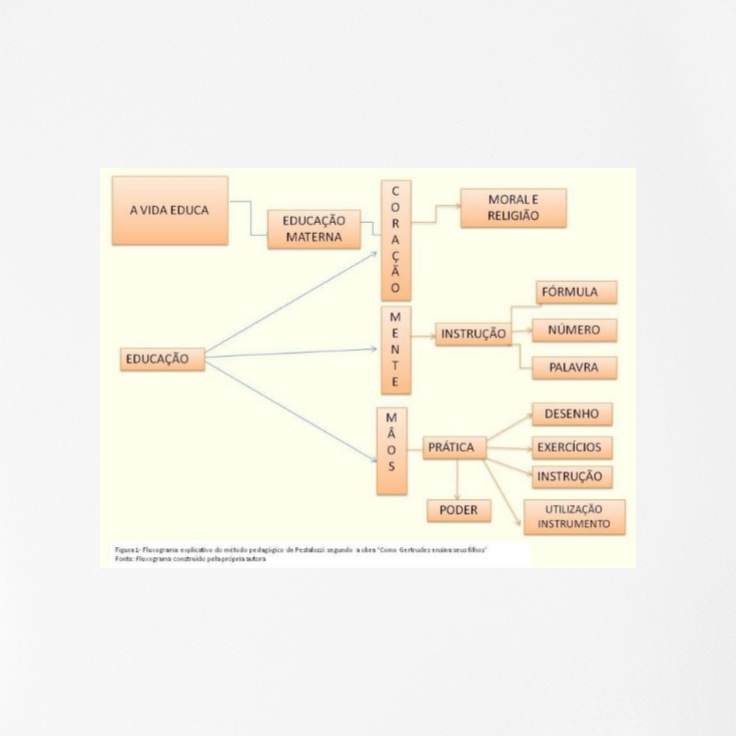 A VIDA EDUCA
EDUCAÇÃO
MATERNA
CORAÇÃO
MORAL E
RELIGIÃO
EDUCAÇÃO
MENTE
INSTRUÇÃO
FÓRMULA
NÚMERO
PALAVRA
MÂOS
PRÁTICA
DESENHO
EXERCÍCIOS
INSTRUÇÃO
UTILIZAÇÃO
INSTRUMENTO
PODER
Figura 1- Fluxograma explicativo do método pedagógico de Pestalozzi segundo a obra "Como Gertrudes ensina seus filhos"
Fonte: Fluxograma construído pela própria autora